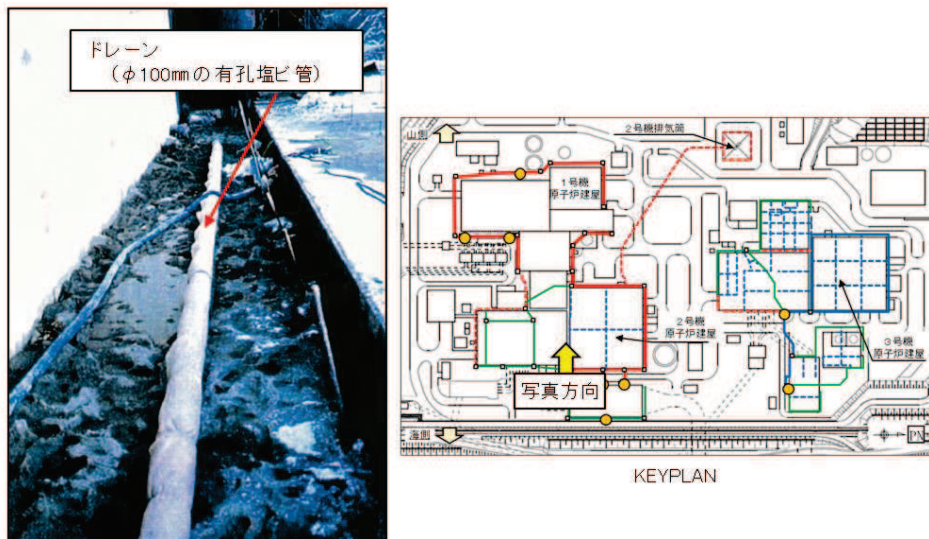 ドレーン
(φ100mmの有孔塩ビ管)
山側
2号機排気筒
1号機
原子炉建屋
2号機
原子炉建屋
3号機
原子炉建屋
写真方向
海側
PN
KEYPLAN